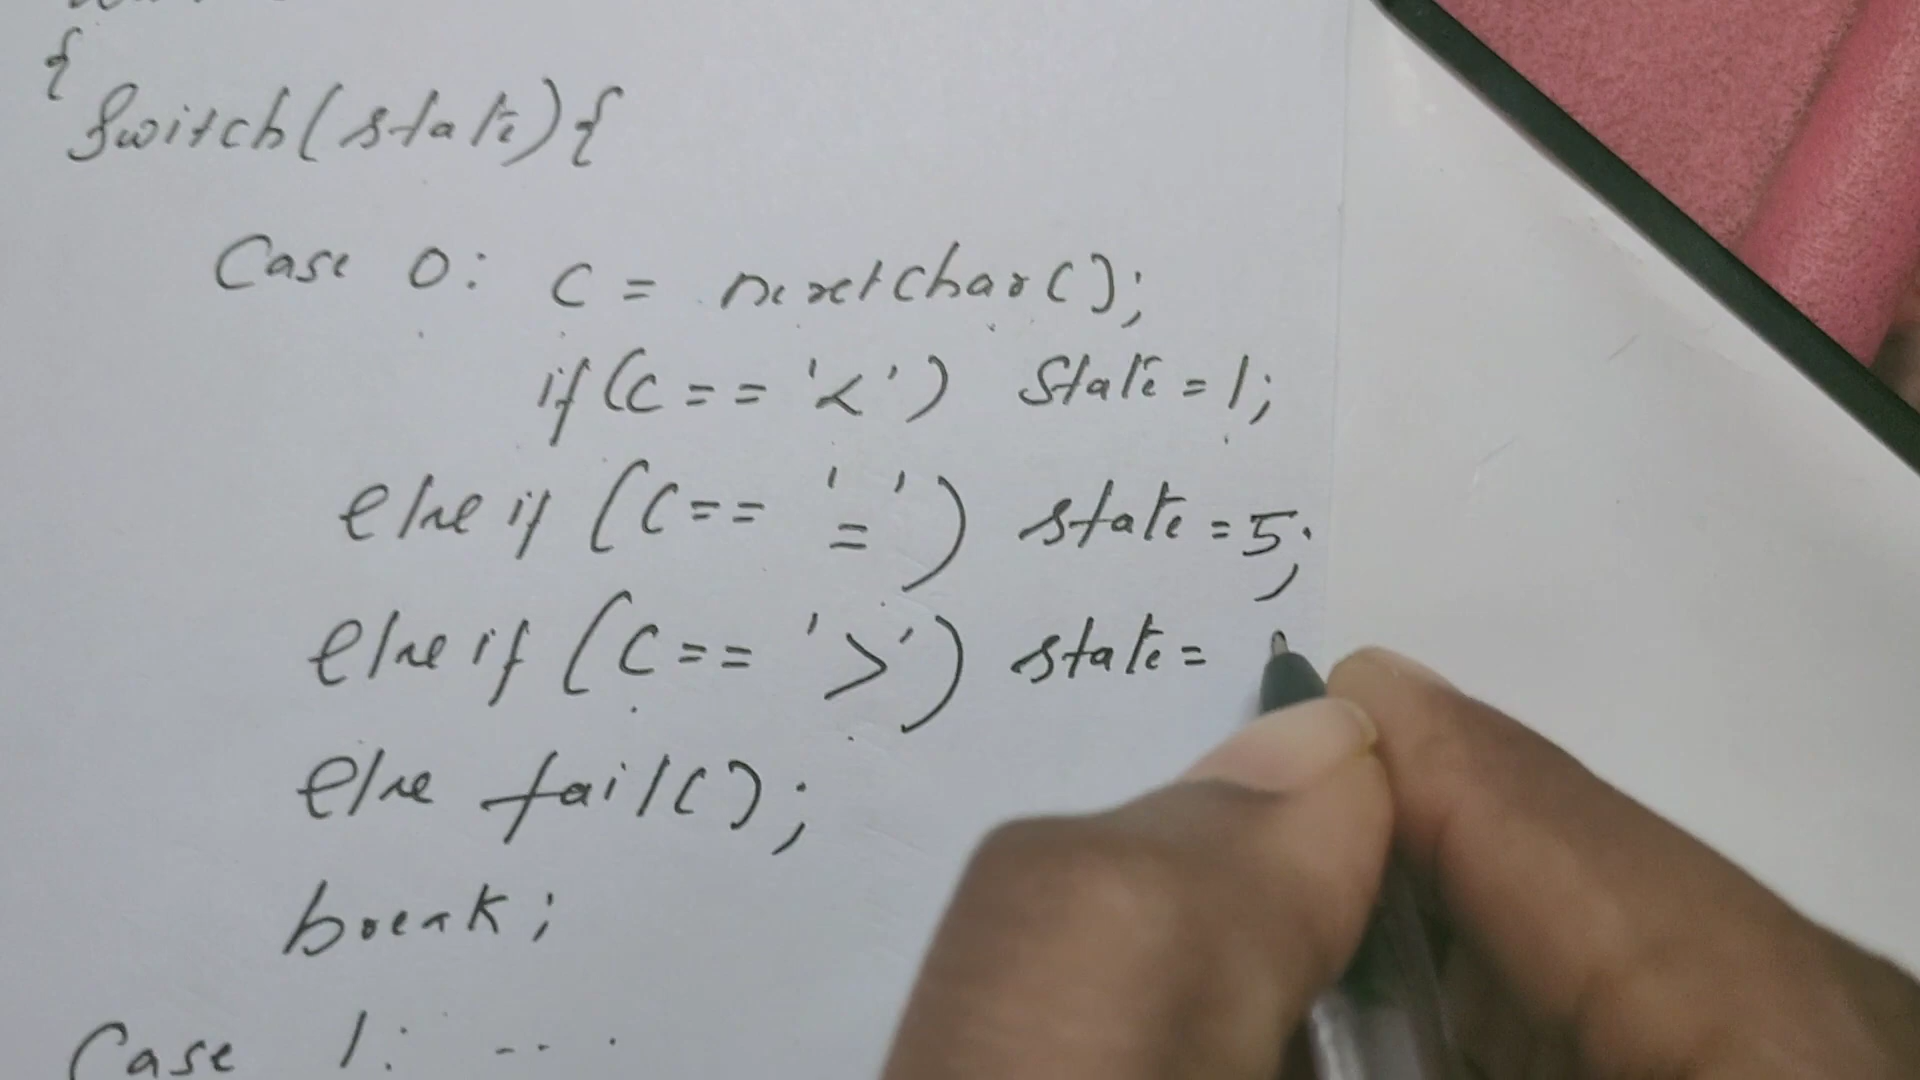 {
Switch(state){
Case 0: C = nextchar();
if(C == '<') State = 1;
else if (C == '=') state = 5;
else if (C == '>') state =
else fail();
break;
Case 1: ...